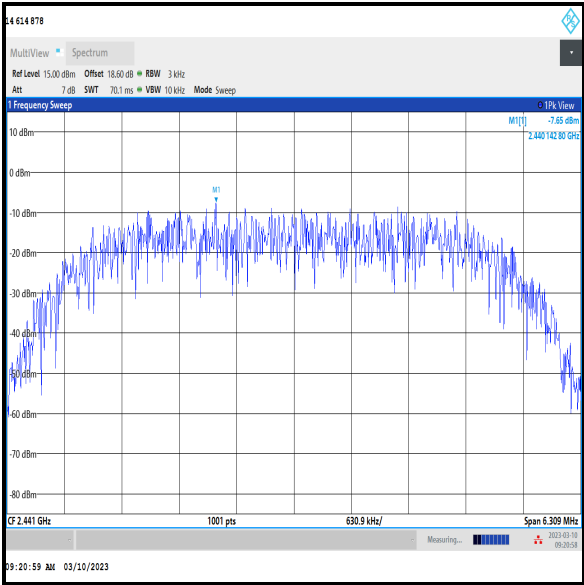 14 614 878
MultiView Spectrum
Ref Level 15.00 dBm Offset 18.60 dB RBW 3 kHz
Att 7 dB SWT 70.1 ms VBW 10 kHz Mode Sweep
1 Frequency Sweep 1Pk View
M1[1] -7.65 dBm
2.440 142 80 GHz
10 dBm
0 dBm
M1
-10 dBm
-20 dBm
-30 dBm
-40 dBm
-50 dBm
-60 dBm
-70 dBm
-80 dBm
CF 2.441 GHz 1001 pts 630.9 kHz/ Span 6.309 MHz
Measuring... 2023-03-10
09:20:58
09:20:59 AM 03/10/2023